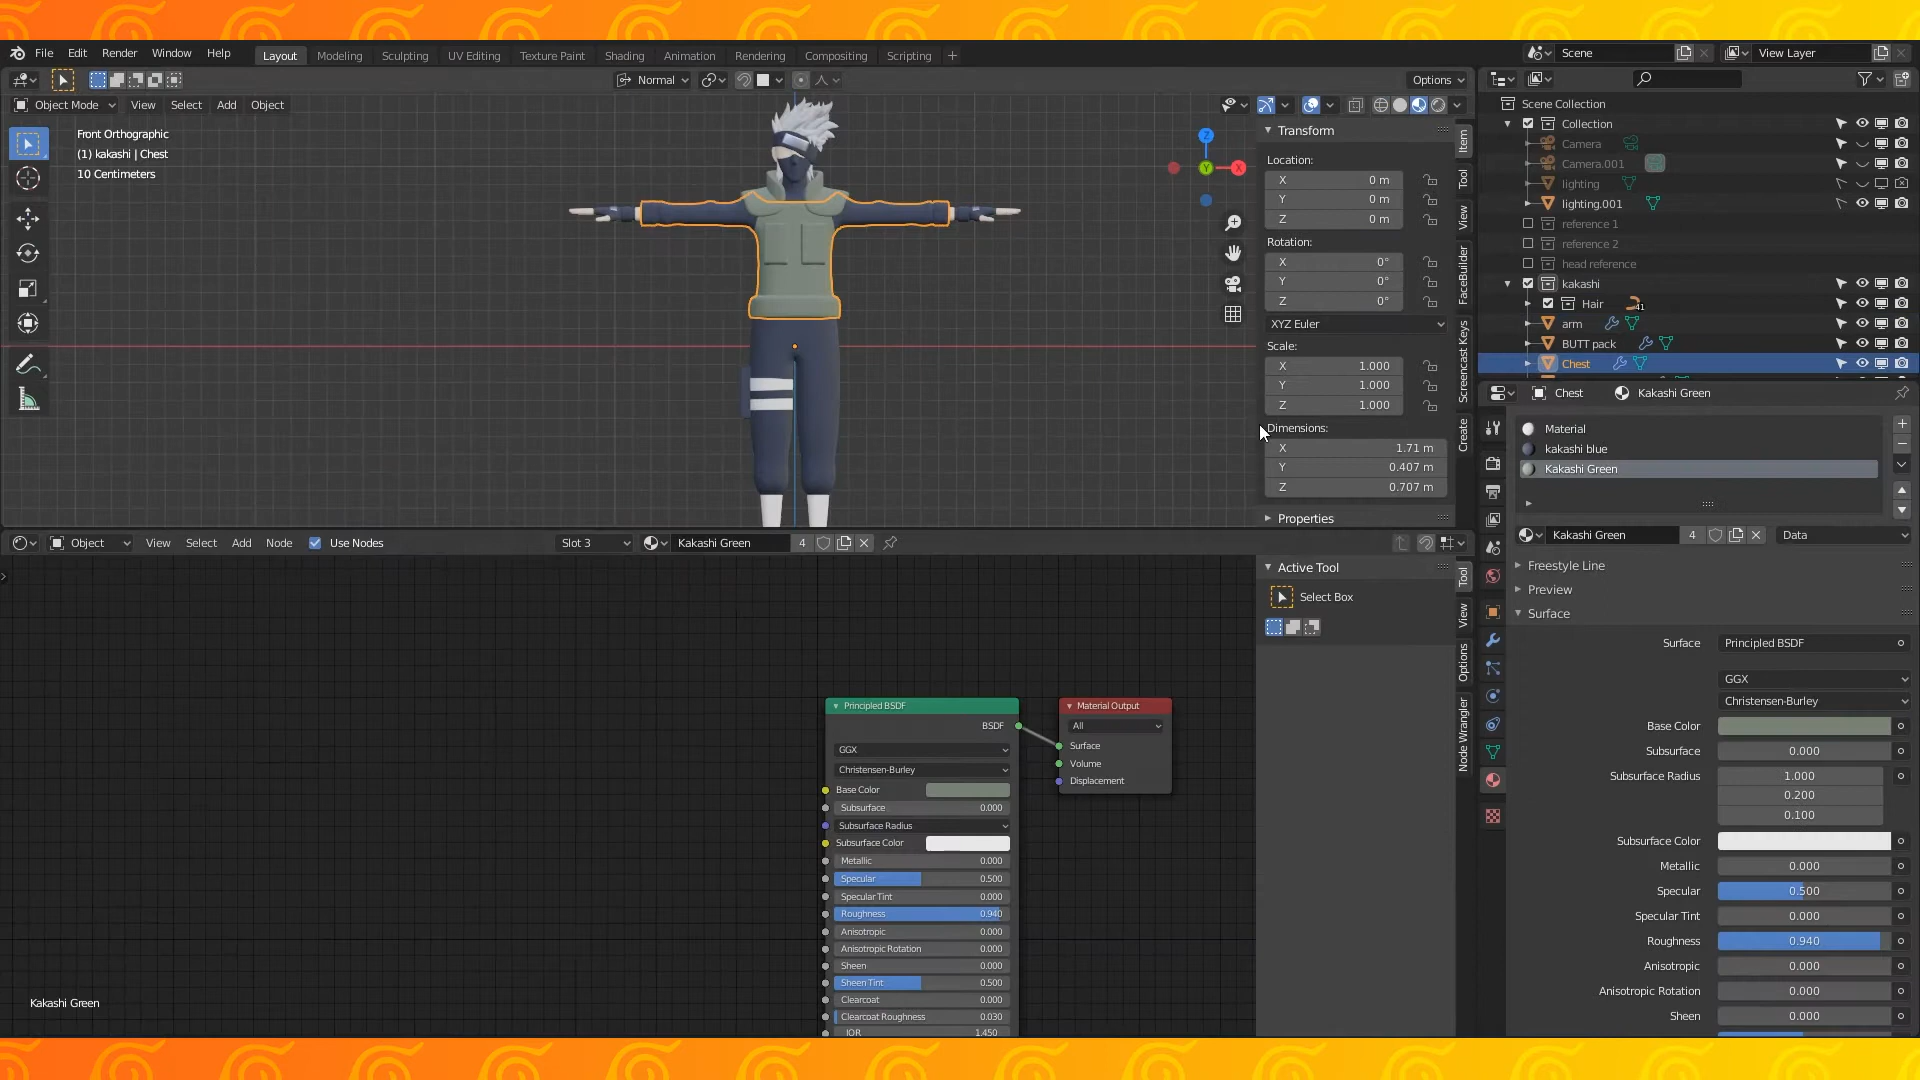 File Edit Render Window Help Layout Modeling Sculpting UV Editing Texture Paint Shading Animation Rendering Compositing Scripting + Scene View Layer
Normal Options
Object Mode View Select Add Object
Front Orthographic
(1) kakashi | Chest
10 Centimeters
Z
Y
X
Transform
Location:
X 0 m
Y 0 m
Z 0 m
Rotation:
X 0°
Y 0°
Z 0°
XYZ Euler
Scale:
X 1.000
Y 1.000
Z 1.000
Dimensions:
X 1.71 m
Y 0.407 m
Z 0.707 m
Properties
Item
Tool
View
FaceBuilder
Screencast Keys
Create
Scene Collection
Collection
Camera
Camera.001
lighting
lighting.001
reference 1
reference 2
head reference
kakashi
Hair 41
arm
BUTT pack
Chest
Chest Kakashi Green
Material
kakashi blue
Kakashi Green
Kakashi Green 4 Data
Freestyle Line
Preview
Surface
Surface Principled BSDF
GGX
Christensen-Burley
Base Color
Subsurface 0.000
Subsurface Radius 1.000
0.200
0.100
Subsurface Color
Metallic 0.000
Specular 0.500
Specular Tint 0.000
Roughness 0.940
Anisotropic 0.000
Anisotropic Rotation 0.000
Sheen 0.000
Object View Select Add Node Use Nodes Slot 3 Kakashi Green 4
Active Tool
Select Box
Tool
View
Options
Node Wrangler
Principled BSDF
BSDF
GGX
Christensen-Burley
Base Color
Subsurface 0.000
Subsurface Radius
Subsurface Color
Metallic 0.000
Specular 0.500
Specular Tint 0.000
Roughness 0.940
Anisotropic 0.000
Anisotropic Rotation 0.000
Sheen 0.000
Sheen Tint 0.500
Clearcoat 0.000
Clearcoat Roughness 0.030
IOR 1.450
Material Output
All
Surface
Volume
Displacement
Kakashi Green